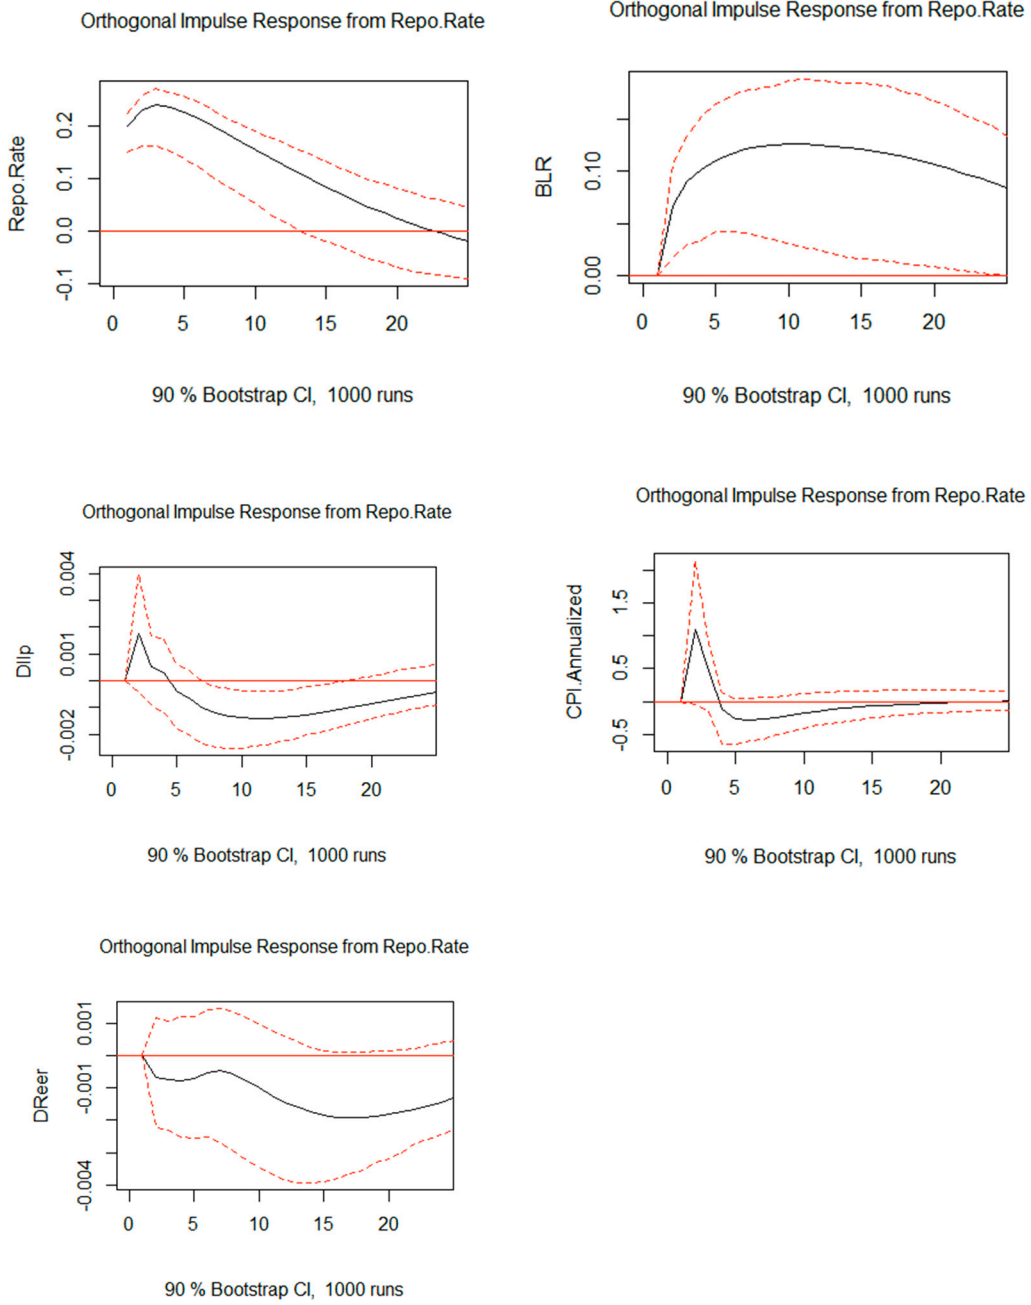 Orthogonal Impulse Response from Repo.Rate
Repo.Rate
0.2
0.1
0.0
-0.1
0 5 10 15 20
90 % Bootstrap CI, 1000 runs
Orthogonal Impulse Response from Repo.Rate
BLR
0.10
0.00
0 5 10 15 20
90 % Bootstrap CI, 1000 runs
Orthogonal Impulse Response from Repo.Rate
DIIp
0.004
0.001
-0.002
0 5 10 15 20
90 % Bootstrap CI, 1000 runs
Orthogonal Impulse Response from Repo.Rate
CPI.Annualized
1.5
0.5
-0.5
0 5 10 15 20
90 % Bootstrap CI, 1000 runs
Orthogonal Impulse Response from Repo.Rate
DReer
0.001
-0.001
-0.004
0 5 10 15 20
90 % Bootstrap CI, 1000 runs